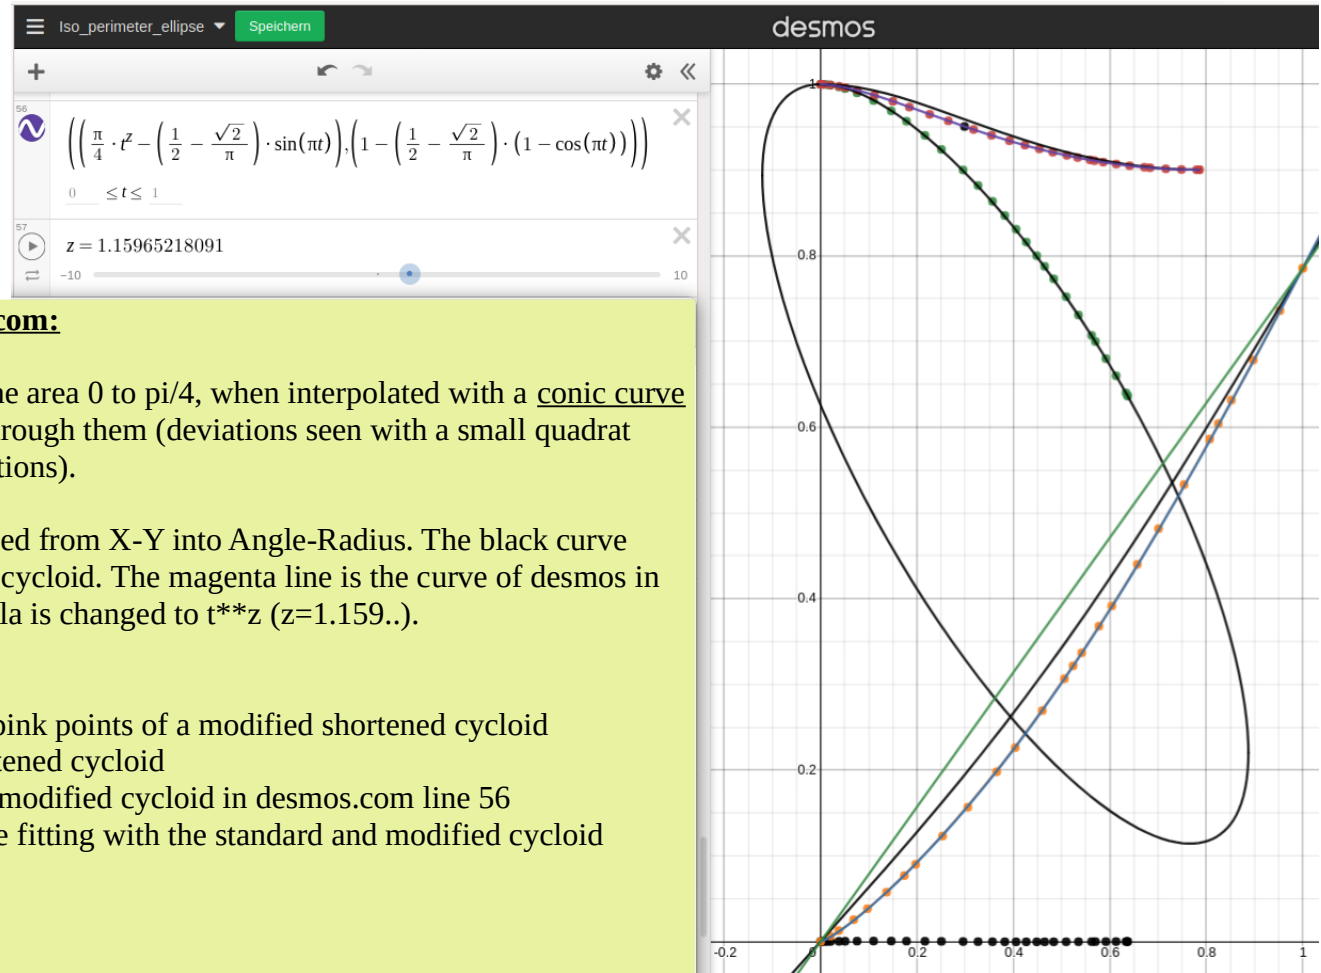 Iso_perimeter_ellipse Speichern desmos
56
((π/4 · t^z − (1/2 − √2/π) · sin(πt)), (1 − (1/2 − √2/π) · (1 − cos(πt))))
0 ≤ t ≤ 1
57
z = 1.15965218091
−10 10
com:
ne area 0 to pi/4, when interpolated with a conic curve
rough them (deviations seen with a small quadrat
tions).
ed from X-Y into Angle-Radius. The black curve
cycloid. The magenta line is the curve of desmos in
la is changed to t**z (z=1.159..).
pink points of a modified shortened cycloid
tened cycloid
modified cycloid in desmos.com line 56
e fitting with the standard and modified cycloid
1
0.8
0.6
0.4
0.2
-0.2 0 0.2 0.4 0.6 0.8 1